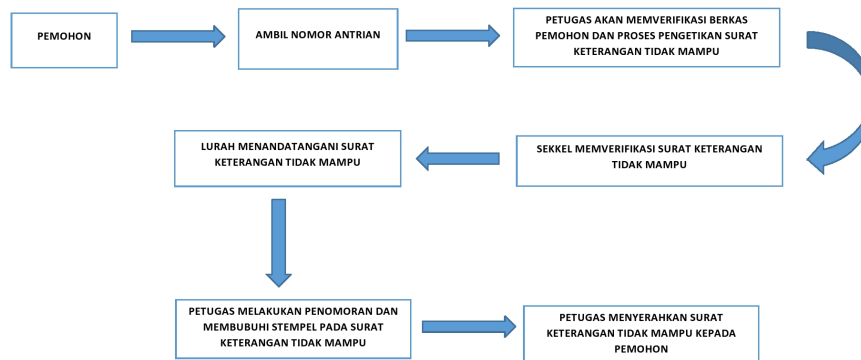 PEMOHON
AMBIL NOMOR ANTRIAN
PETUGAS AKAN MEMVERIFIKASI BERKAS
PEMOHON DAN PROSES PENGETIKAN SURAT
KETERANGAN TIDAK MAMPU
SEKKEL MEMVERIFIKASI SURAT KETERANGAN
TIDAK MAMPU
LURAH MENANDATANGANI SURAT
KETERANGAN TIDAK MAMPU
PETUGAS MELAKUKAN PENOMORAN DAN
MEMBUBUHI STEMPEL PADA SURAT
KETERANGAN TIDAK MAMPU
PETUGAS MENYERAHKAN SURAT
KETERANGAN TIDAK MAMPU KEPADA
PEMOHON